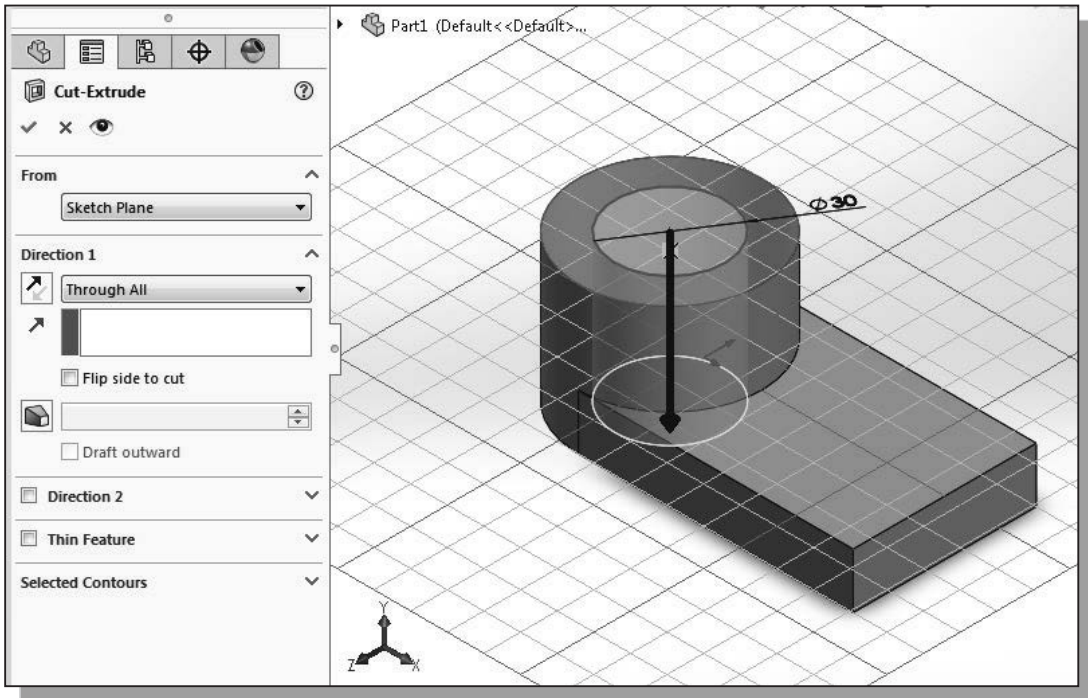 Part1 (Default<<Default>...
Cut-Extrude
From
Sketch Plane
Direction 1
Through All
Flip side to cut
Draft outward
Direction 2
Thin Feature
Selected Contours
Ø30
Y
Z
X